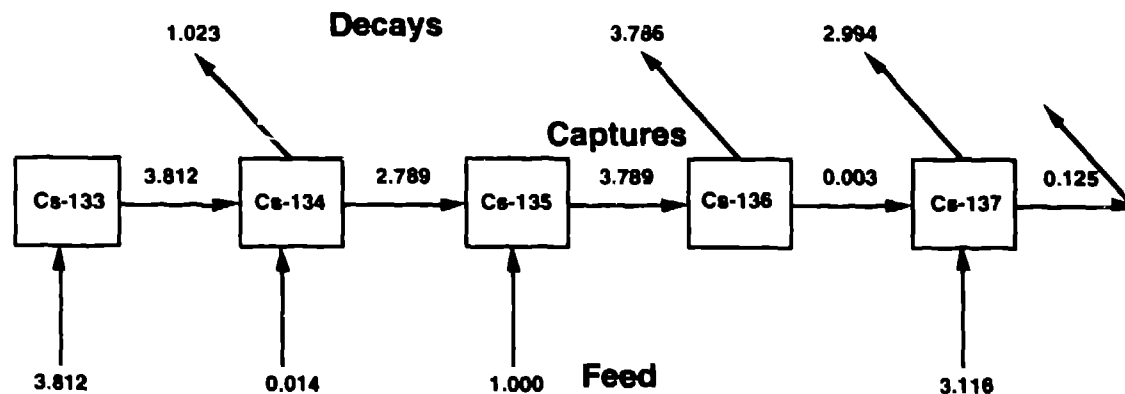 Decays
1.023
3.786
2.994
Captures
Cs-133
3.812
Cs-134
2.789
Cs-135
3.789
Cs-136
0.003
Cs-137
0.125
3.812
0.014
1.000
Feed
3.116